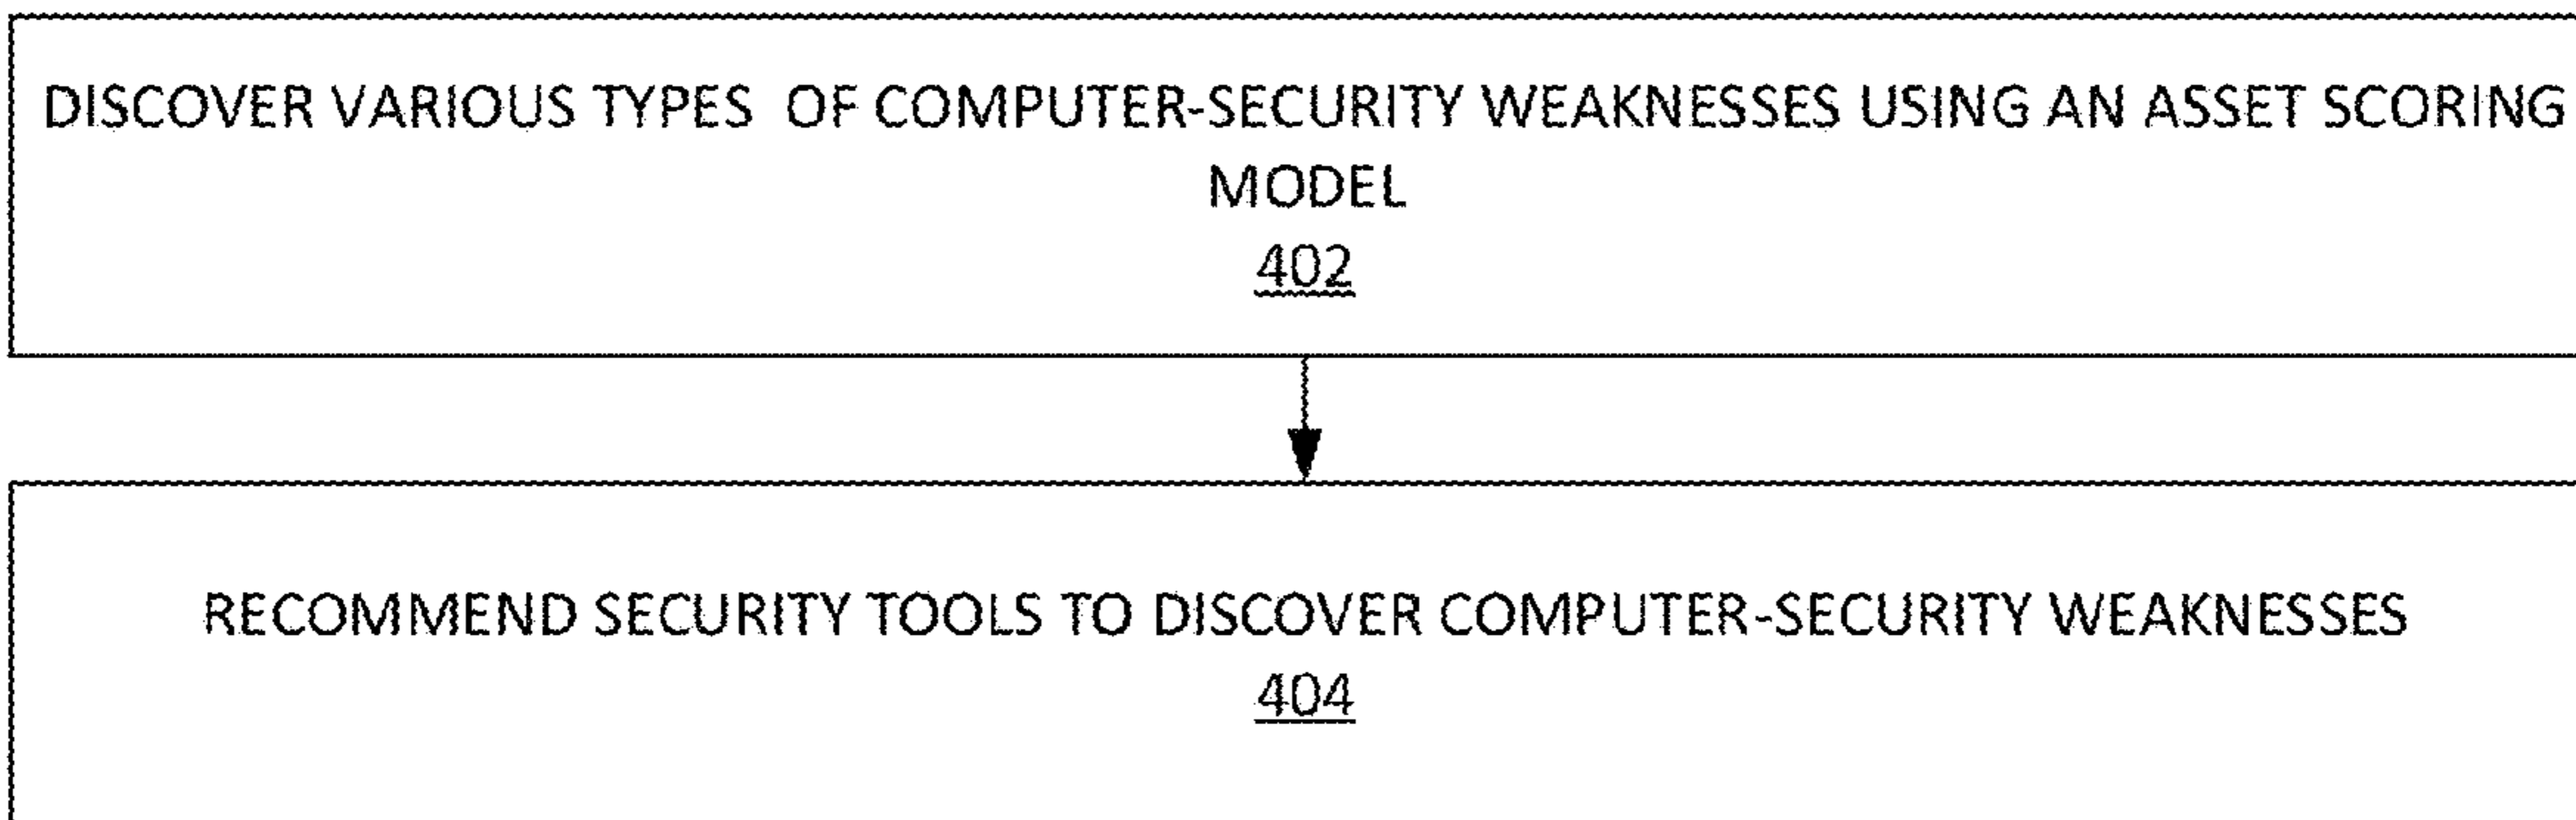 DISCOVER VARIOUS TYPES OF COMPUTER-SECURITY WEAKNESSES USING AN ASSET SCORING
MODEL
402
RECOMMEND SECURITY TOOLS TO DISCOVER COMPUTER-SECURITY WEAKNESSES
404